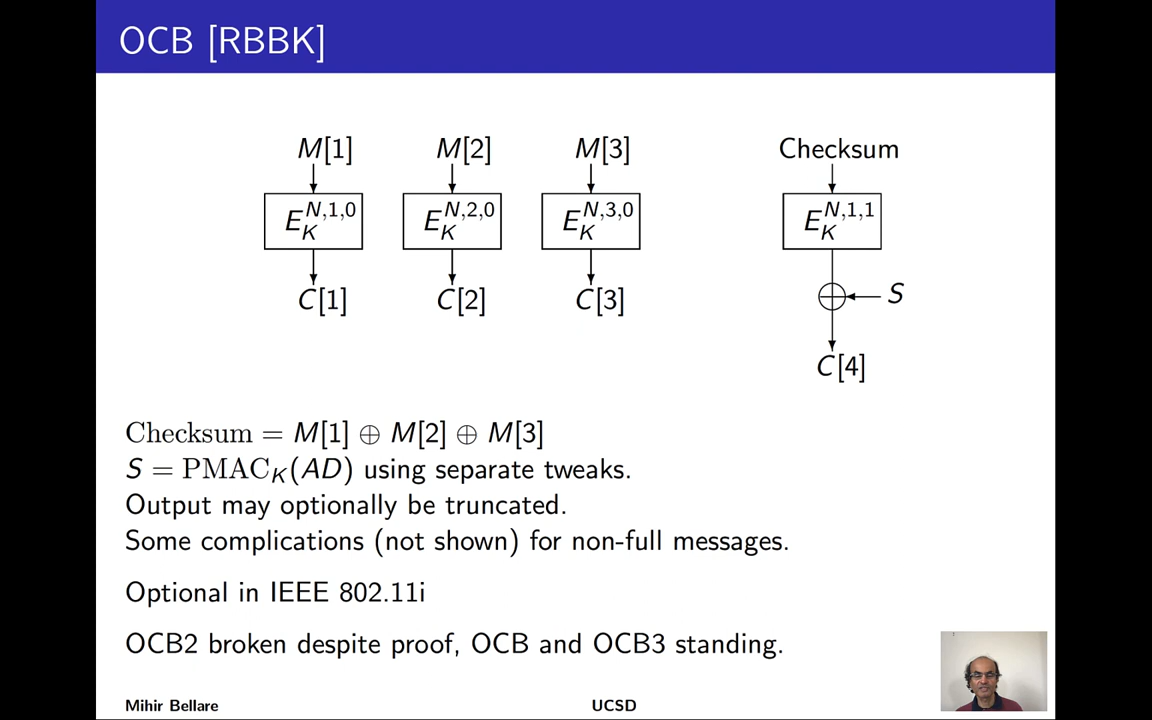 OCB [RBBK]
M[1] M[2] M[3] Checksum
E_K^{N,1,0} E_K^{N,2,0} E_K^{N,3,0} E_K^{N,1,1}
C[1] C[2] C[3] ⊕ S
C[4]
Checksum = M[1] ⊕ M[2] ⊕ M[3]
S = PMAC_K(AD) using separate tweaks.
Output may optionally be truncated.
Some complications (not shown) for non-full messages.
Optional in IEEE 802.11i
OCB2 broken despite proof, OCB and OCB3 standing.
Mihir Bellare UCSD